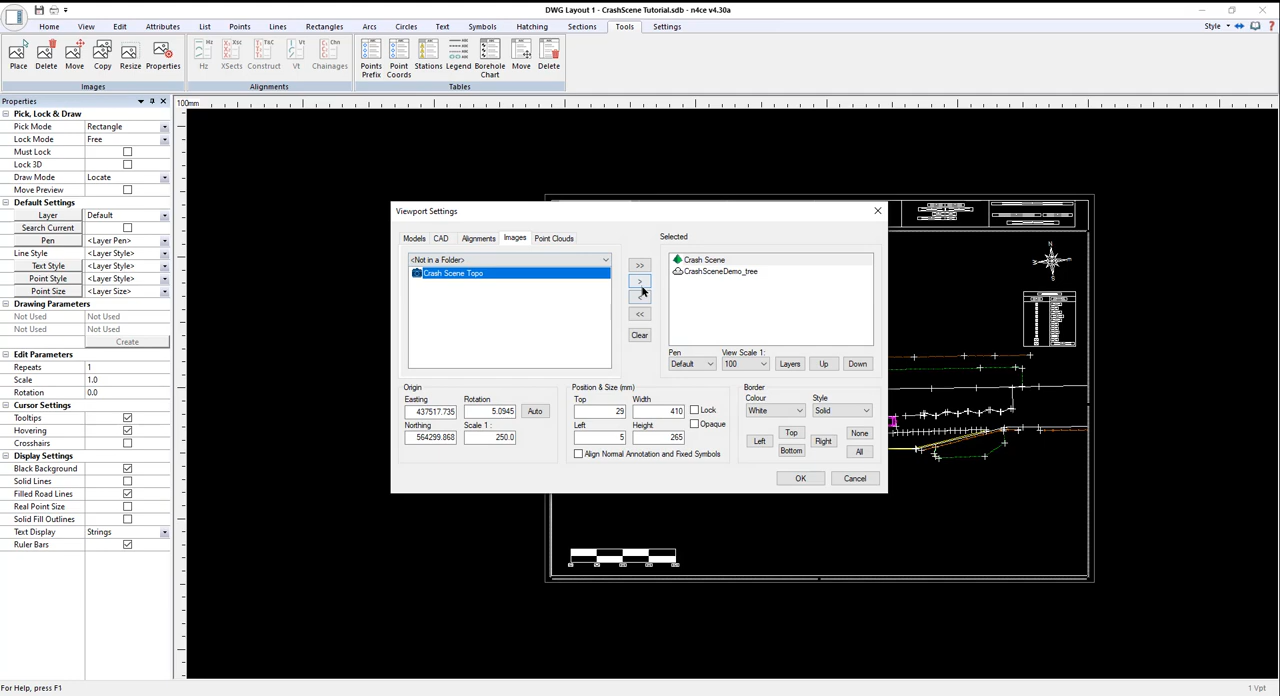 DWG Layout 1 - CrashScene Tutorial.sdb - n4ce v4.30a
Home View Edit Attributes List Points Lines Rectangles Arcs Circles Text Symbols Hatching Sections Tools Settings Style
Place Delete Move Copy Resize Properties Hz XSects Construct Vt Chainages Points Prefix Point Coords Stations Legend Borehole Chart Move Delete
Images Alignments Tables
Properties
100mm
Pick, Lock & Draw
Pick Mode Rectangle
Lock Mode Free
Must Lock
Lock 3D
Draw Mode Locate
Move Preview
Default Settings
Layer Default
Search Current
Pen <Layer Pen>
Line Style <Layer Style>
Text Style <Layer Style>
Point Style <Layer Style>
Point Size <Layer Size>
Drawing Parameters
Not Used Not Used
Not Used Not Used
Create
Edit Parameters
Repeats 1
Scale 1.0
Rotation 0.0
Cursor Settings
Tooltips
Hovering
Crosshairs
Display Settings
Black Background
Solid Lines
Filled Road Lines
Real Point Size
Solid Fill Outlines
Text Display Strings
Ruler Bars
Viewport Settings
Models CAD Alignments Images Point Clouds
Selected
<Not in a Folder>
Crash Scene Topo
>>
>
<
<<
Clear
Crash Scene
CrashSceneDemo_tree
Pen View Scale 1:
Default 100 Layers Up Down
Origin
Easting Rotation
437517.735 5.0945 Auto
Northing Scale 1 :
564299.868 250.0
Position & Size (mm)
Top Width
29 410 Lock
Left Height Opaque
5 265
Align Normal Annotation and Fixed Symbols
Border
Colour Style
White Solid
Left Top Bottom Right None All
OK Cancel
N
For Help, press F1
1 Vpt